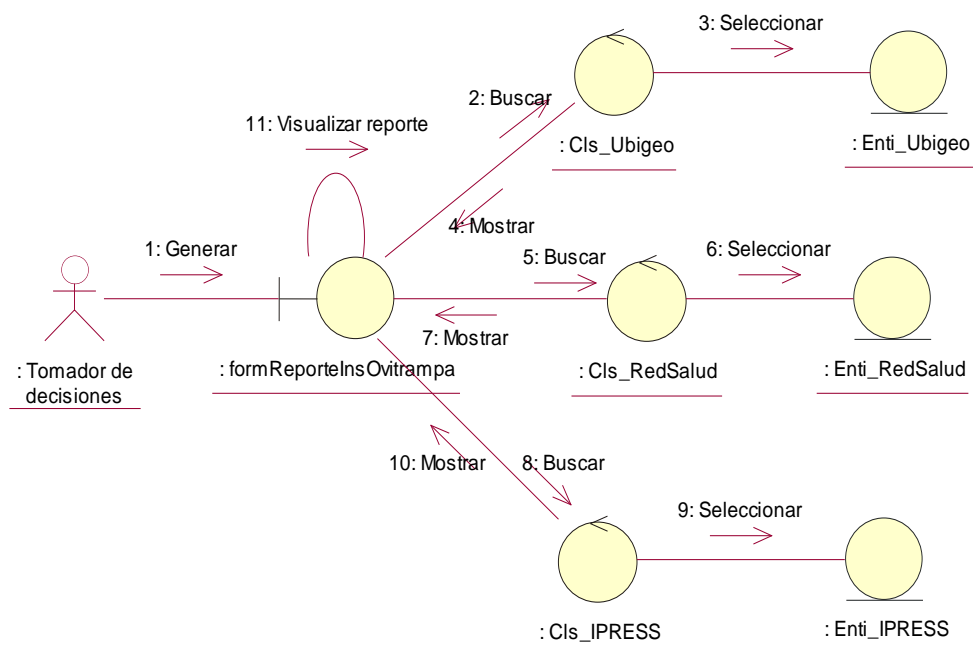 3: Seleccionar
2: Buscar
11: Visualizar reporte
: Cls_Ubigeo
: Enti_Ubigeo
4: Mostrar
1: Generar
5: Buscar
6: Seleccionar
7: Mostrar
: Tomador de
decisiones
: formReporteInsOvitrampa
: Cls_RedSalud
: Enti_RedSalud
10: Mostrar
8: Buscar
9: Seleccionar
: Cls_IPRESS
: Enti_IPRESS